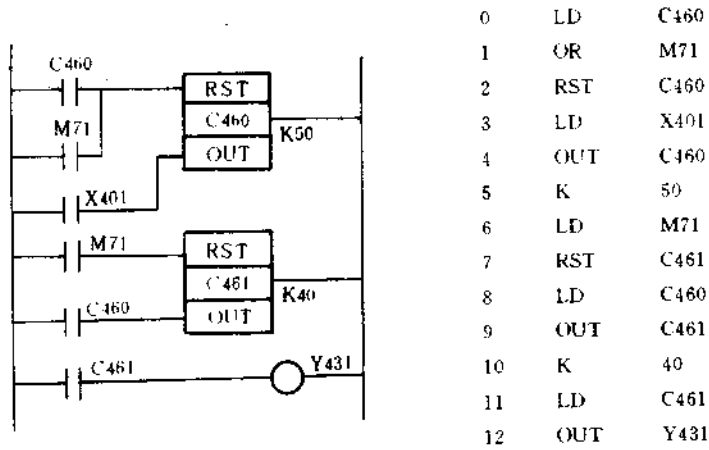 C460
RST
M71
C460
K50
OUT
X401
M71
RST
C461
K40
C460
OUT
C461
Y431
0 LD C460
1 OR M71
2 RST C460
3 LD X401
4 OUT C460
5 K 50
6 LD M71
7 RST C461
8 LD C460
9 OUT C461
10 K 40
11 LD C461
12 OUT Y431